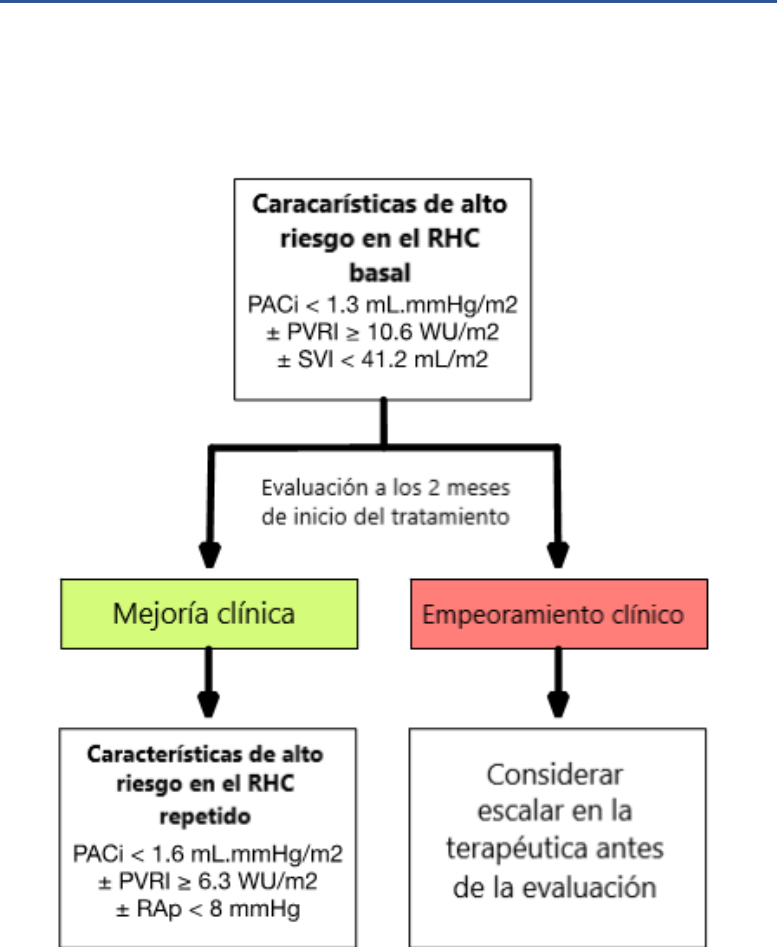 Caracarísticas de alto
riesgo en el RHC
basal
PACi < 1.3 mL.mmHg/m2
± PVRI ≥ 10.6 WU/m2
± SVI < 41.2 mL/m2
Evaluación a los 2 meses
de inicio del tratamiento
Mejoría clínica
Empeoramiento clínico
Características de alto
riesgo en el RHC
repetido
PACi < 1.6 mL.mmHg/m2
± PVRI ≥ 6.3 WU/m2
± RAp < 8 mmHg
Considerar
escalar en la
terapéutica antes
de la evaluación